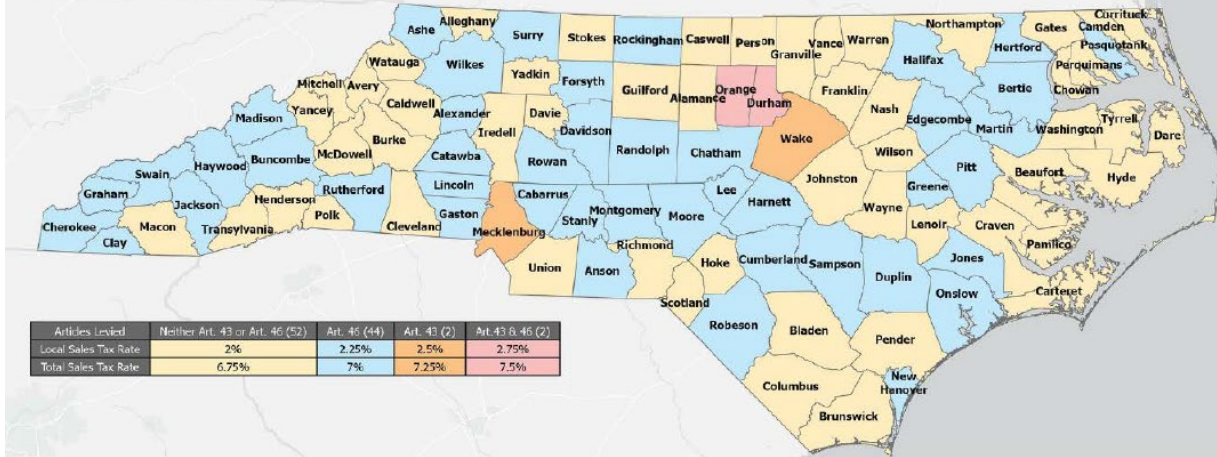 Alleghany
Ashe
Surry
Stokes
Rockingham
Caswell
Person
Granville
Vance
Warren
Northampton
Gates
Currituck
Camden
Pasquotank
Perquimans
Chowan
Hertford
Halifax
Bertie
Watauga
Wilkes
Yadkin
Forsyth
Guilford
Alamance
Orange
Durham
Franklin
Nash
Edgecombe
Martin
Washington
Tyrrell
Dare
Mitchell
Avery
Yancey
Caldwell
Alexander
Iredell
Davie
Davidson
Randolph
Chatham
Wake
Wilson
Pitt
Beaufort
Hyde
Madison
Buncombe
McDowell
Burke
Catawba
Rowan
Johnston
Greene
Haywood
Swain
Graham
Jackson
Henderson
Rutherford
Lincoln
Cabarrus
Lee
Harnett
Wayne
Lenoir
Craven
Pamlico
Cherokee
Clay
Macon
Transylvania
Polk
Cleveland
Gaston
Mecklenburg
Stanly
Montgomery
Moore
Richmond
Hoke
Cumberland
Sampson
Duplin
Jones
Onslow
Carteret
Union
Anson
Scotland
Robeson
Bladen
Pender
Columbus
New
Hanover
Brunswick
Articles Levied Neither Art. 43 or Art. 46 (52) Art. 46 (44) Art. 43 (2) Art.43 & 46 (2)
Local Sales Tax Rate 2% 2.25% 2.5% 2.75%
Total Sales Tax Rate 6.75% 7% 7.25% 7.5%